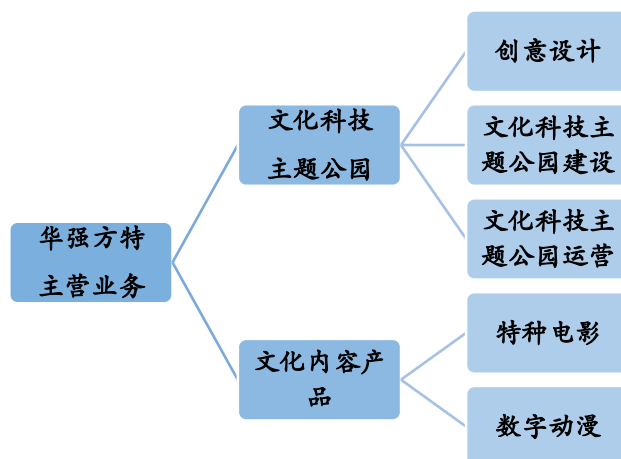 华强方特
主营业务
文化科技
主题公园
创意设计
文化科技主
题公园建设
文化科技主
题公园运营
文化内容产
品
特种电影
数字动漫